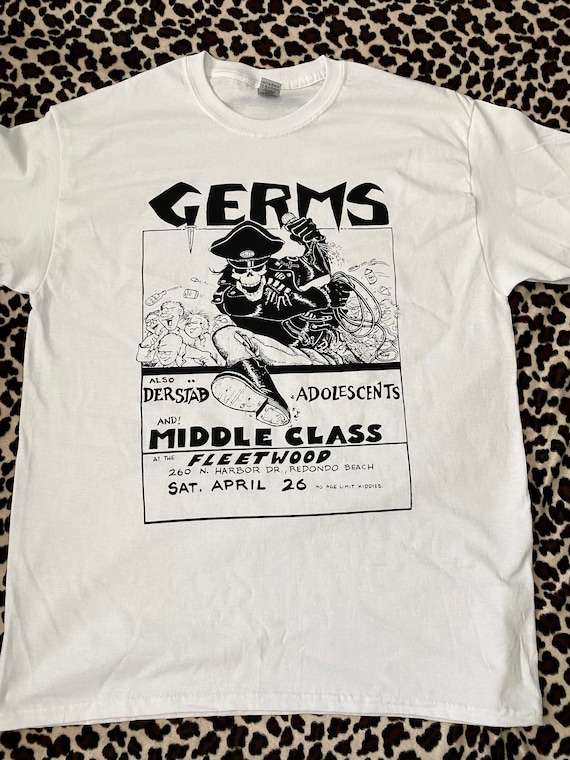 GERMS
ALSO
DERSTÄB
ADOLESCENTS
AND!
MIDDLE CLASS
AT THE FLEETWOOD
260 N. HARBOR DR., REDONDO BEACH
SAT. APRIL 26 NO AGE LIMIT KIDDIES.